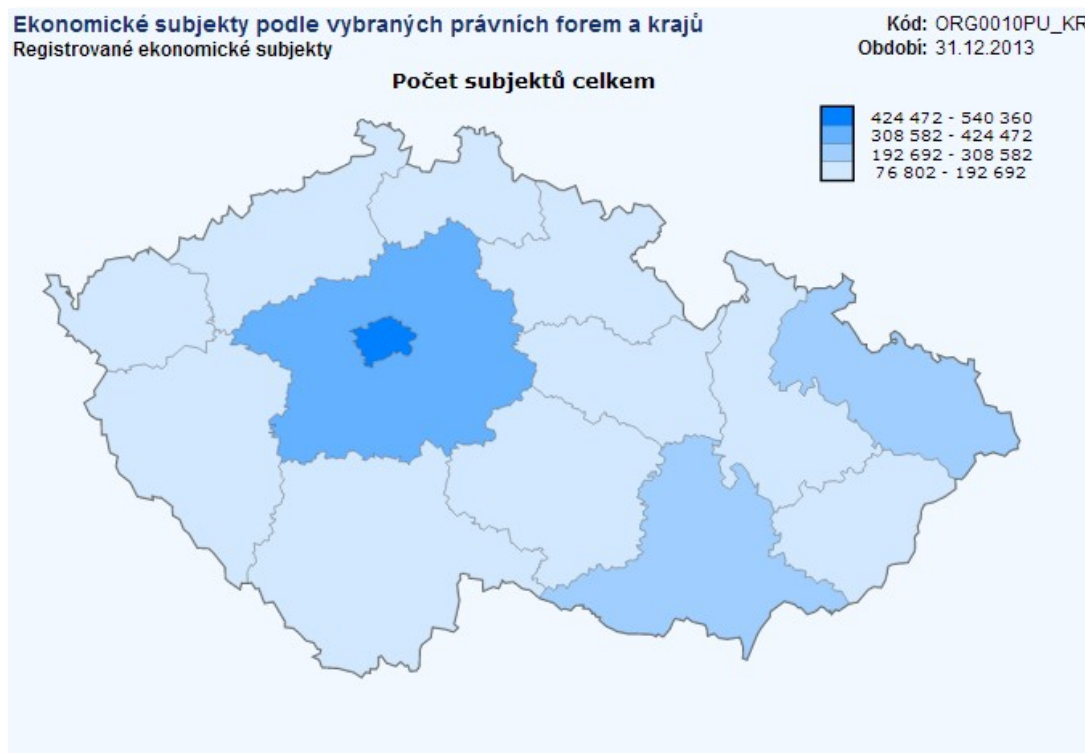 Ekonomické subjekty podle vybraných právních forem a krajů
Registrované ekonomické subjekty
Kód: ORG0010PU_KR
Období: 31.12.2013
Počet subjektů celkem
424 472 - 540 360
308 582 - 424 472
192 692 - 308 582
76 802 - 192 692